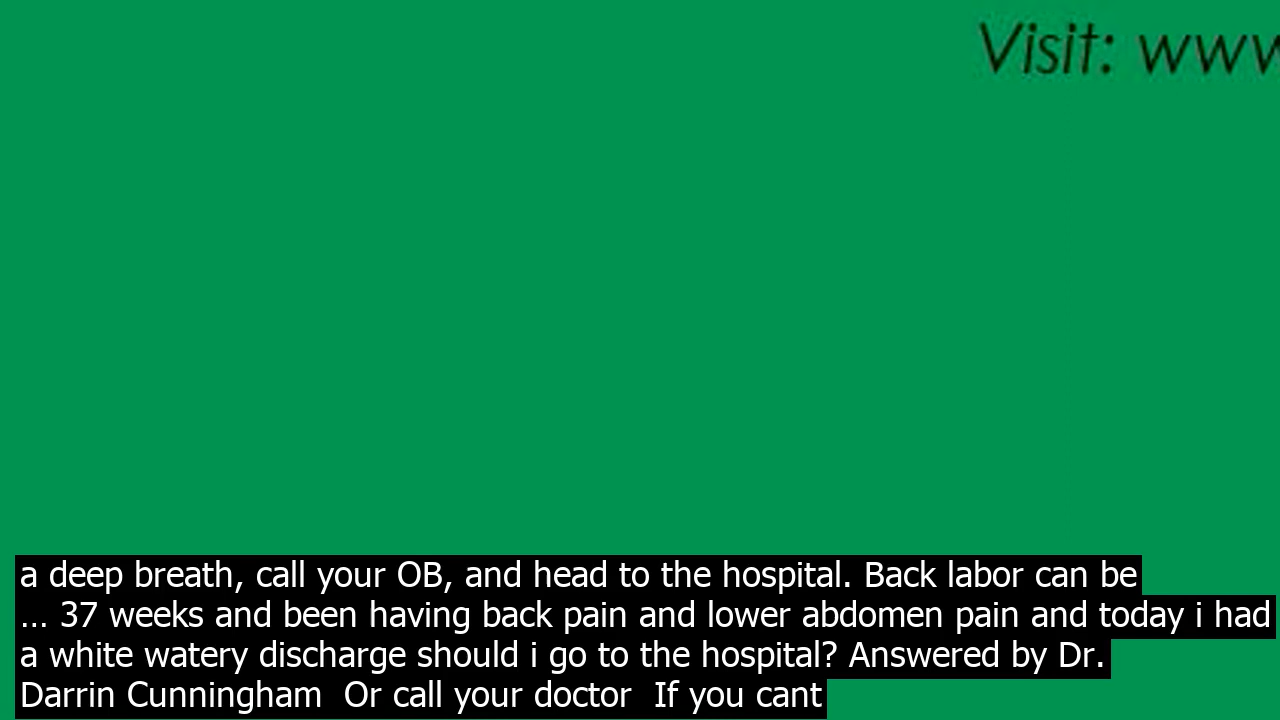 Visit: www
a deep breath, call your OB, and head to the hospital. Back labor can be
... 37 weeks and been having back pain and lower abdomen pain and today i had
a white watery discharge should i go to the hospital? Answered by Dr.
Darrin Cunningham  Or call your doctor  If you cant